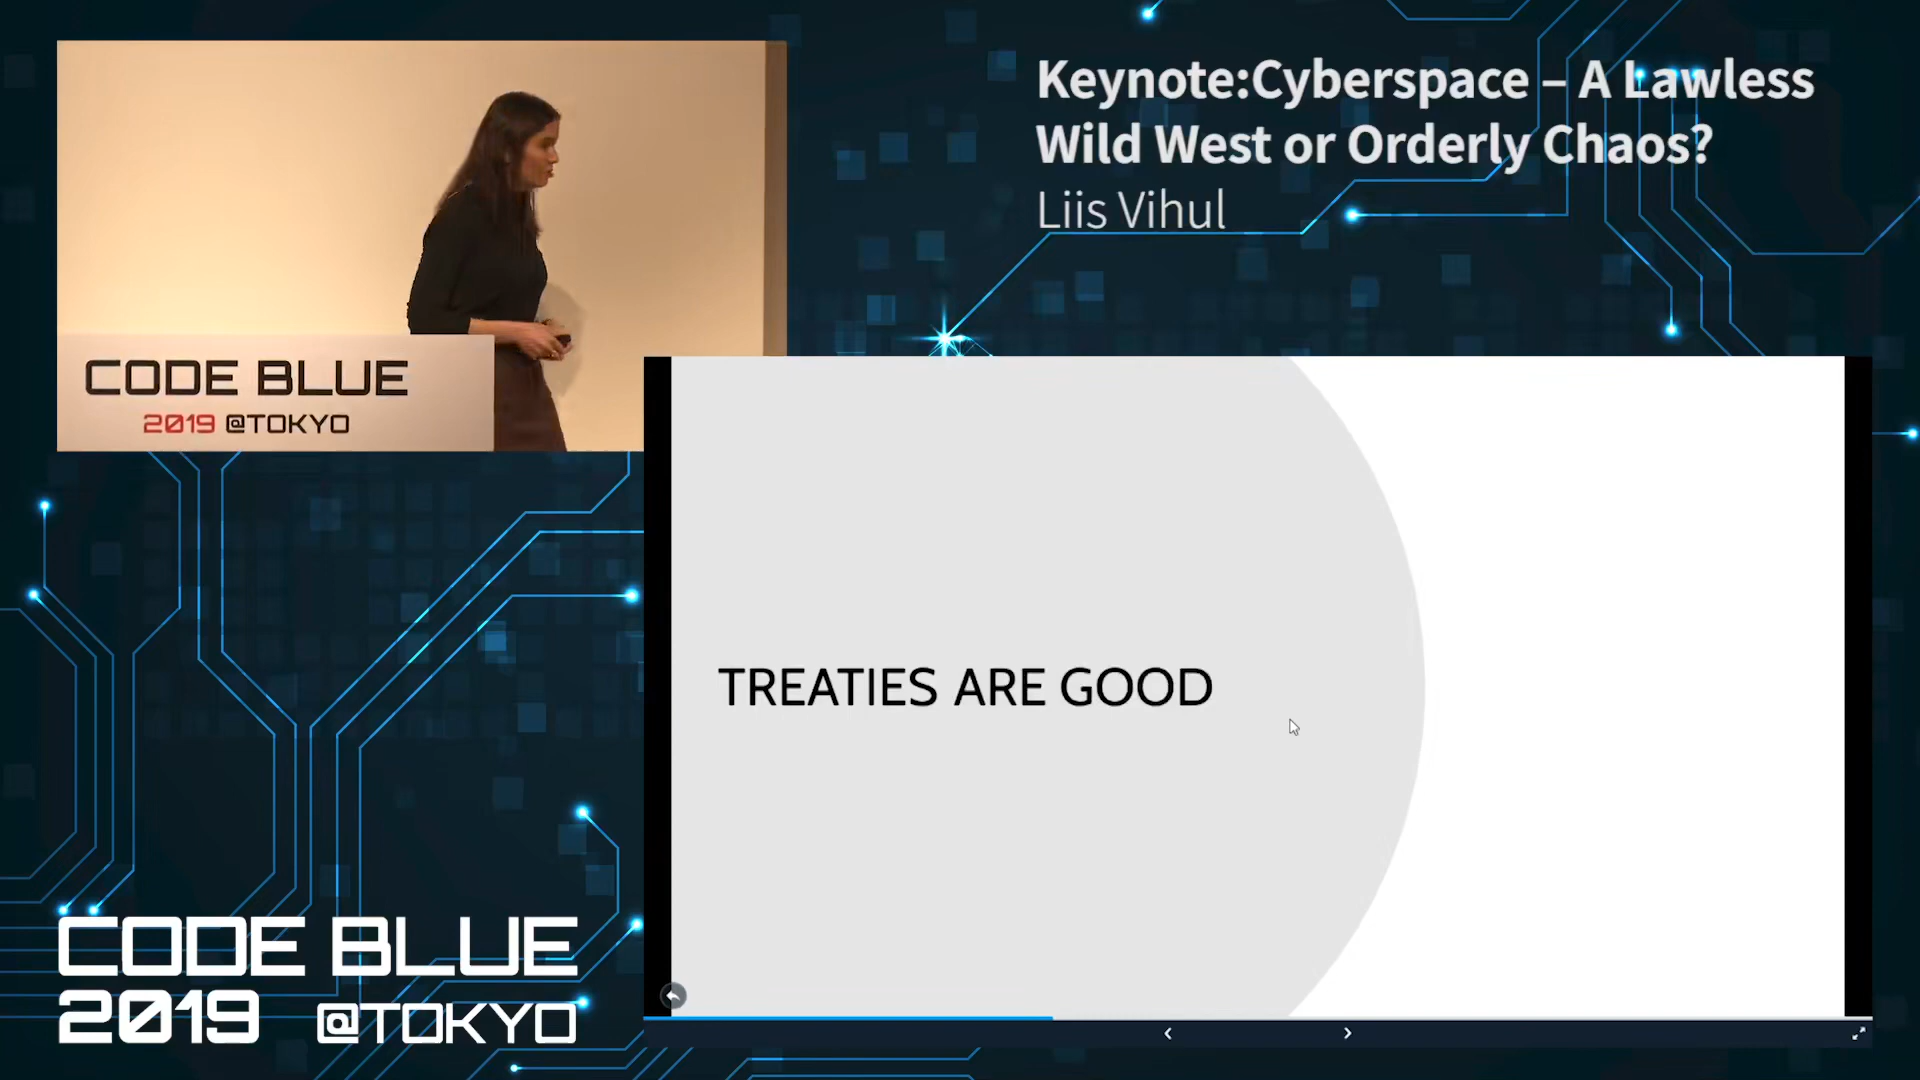 Keynote:Cyberspace – A Lawless
Wild West or Orderly Chaos?
Liis Vihul
CODE BLUE
2019 @TOKYO
TREATIES ARE GOOD
CODE BLUE
2019 @TOKYO